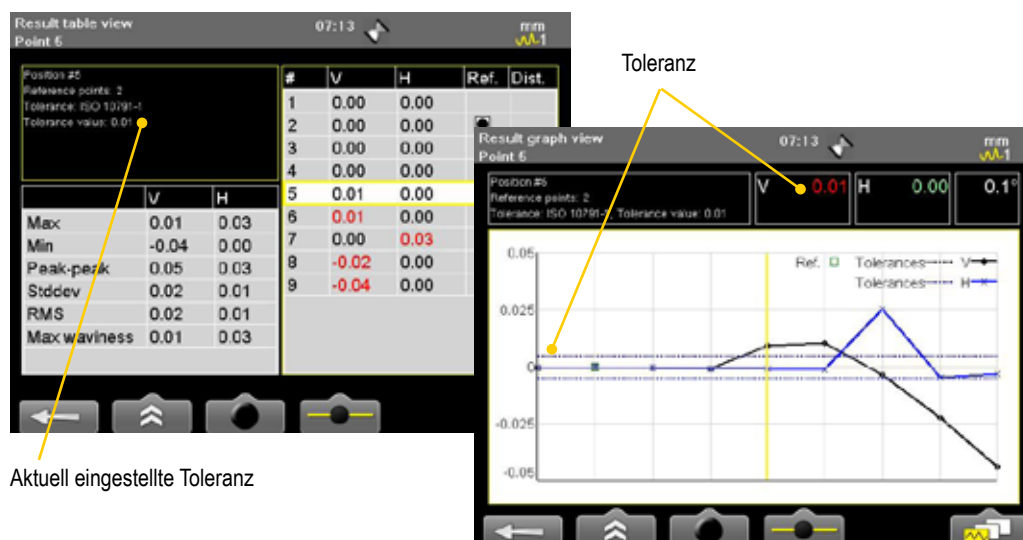 Result table view
Point 6
07:13
mm
1
Position #5
Reference points: 2
Tolerance: ISO 10791-1
Tolerance value: 0.01
# V H Ref. Dist.
1 0.00 0.00
2 0.00 0.00
3 0.00 0.00
4 0.00 0.00
5 0.01 0.00
6 0.01 0.00
7 0.00 0.03
8 -0.02 0.00
9 -0.04 0.00
V H
Max 0.01 0.03
Min -0.04 0.00
Peak-peak 0.05 0.03
Stddev 0.02 0.01
RMS 0.02 0.01
Max waviness 0.01 0.03
Aktuell eingestellte Toleranz
Toleranz
Result graph view
Point 6
07:13
mm
1
Position #5
Reference points: 2
Tolerance: ISO 10791-1, Tolerance value: 0.01
V 0.01 H 0.00 0.1°
Ref. Tolerances V
Tolerances H
0.05
0.025
0
-0.025
-0.05